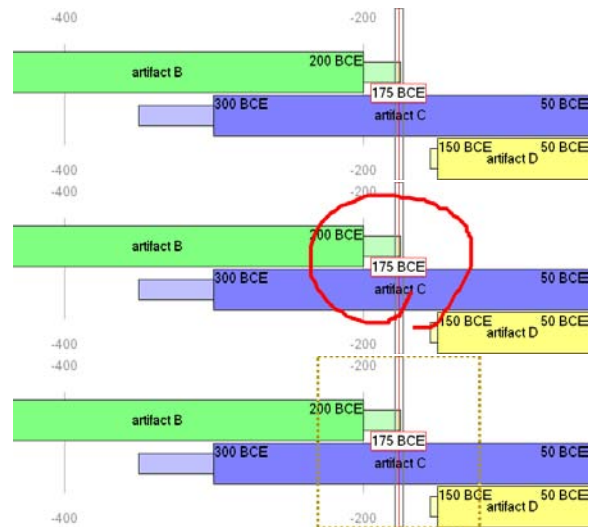 -400 -200
200 BCE
artifact B
175 BCE
300 BCE 50 BCE
artifact C
150 BCE 50 BCE
artifact D
-400 -200
-400 -200
200 BCE
artifact B
175 BCE
300 BCE 50 BCE
artifact C
150 BCE 50 BCE
artifact D
-400 -200
-400 -200
200 BCE
artifact B
175 BCE
300 BCE 50 BCE
artifact C
150 BCE 50 BCE
artifact D
-400 -200